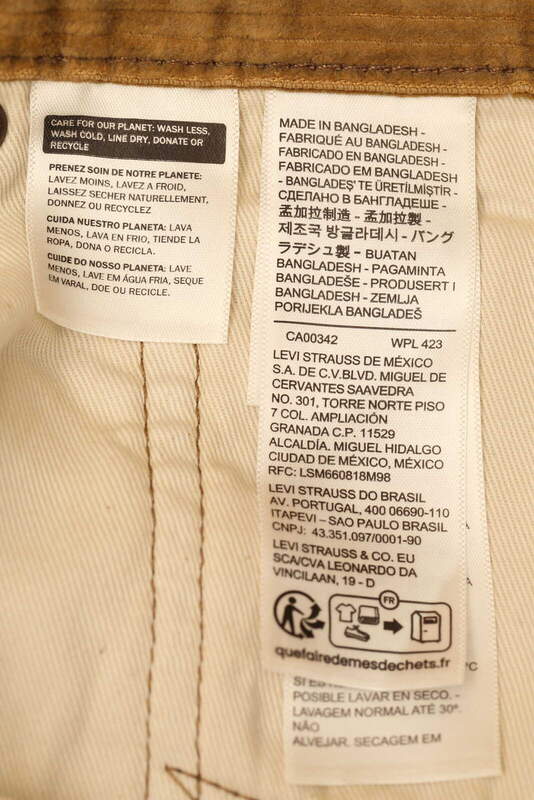 CARE FOR OUR PLANET: WASH LESS,
WASH COLD, LINE DRY, DONATE OR
RECYCLE
PRENEZ SOIN DE NOTRE PLANETE:
LAVEZ MOINS, LAVEZ A FROID,
LAISSEZ SECHER NATURELLEMENT,
DONNEZ OU RECYCLEZ
CUIDA NUESTRO PLANETA: LAVA
MENOS, LAVA EN FRIO, TIENDE LA
ROPA, DONA O RECICLA.
CUIDE DO NOSSO PLANETA: LAVE
MENOS, LAVE EM ÁGUA FRIA, SEQUE
EM VARAL, DOE OU RECICLE.
MADE IN BANGLADESH -
FABRIQUÉ AU BANGLADESH -
FABRICADO EN BANGLADESH -
FABRICADO EM BANGLADESH
- BANGLADEŞ' TE ÜRETİLMİŞTİR -
СДЕЛАНО В БАНГЛАДЕШЕ -
孟加拉制造 - 孟加拉製 -
제조국 방글라데시 - バング
ラデシュ製 - BUATAN
BANGLADESH - PAGAMINTA
BANGLADEŠE - PRODUSERT I
BANGLADESH - ZEMLJA
PORIJEKLA BANGLADEŠ
CA00342 WPL 423
LEVI STRAUSS DE MÉXICO
S.A. DE C.V.BLVD. MIGUEL DE
CERVANTES SAAVEDRA
NO. 301, TORRE NORTE PISO
7 COL. AMPLIACIÓN
GRANADA C.P. 11529
ALCALDÍA. MIGUEL HIDALGO
CIUDAD DE MÉXICO, MÉXICO
RFC: LSM660818M98
LEVI STRAUSS DO BRASIL
AV. PORTUGAL, 400 06690-110
ITAPEVI – SAO PAULO BRASIL
CNPJ: 43.351.097/0001-90
LEVI STRAUSS & CO. EU
SCA/CVA LEONARDO DA
VINCILAAN, 19 - D
FR
quefairedemesdechets.fr
POSIBLE LAVAR EN SECO. -
LAVAGEM NORMAL ATÉ 30°.
NÃO
ALVEJAR. SECAGEM EM